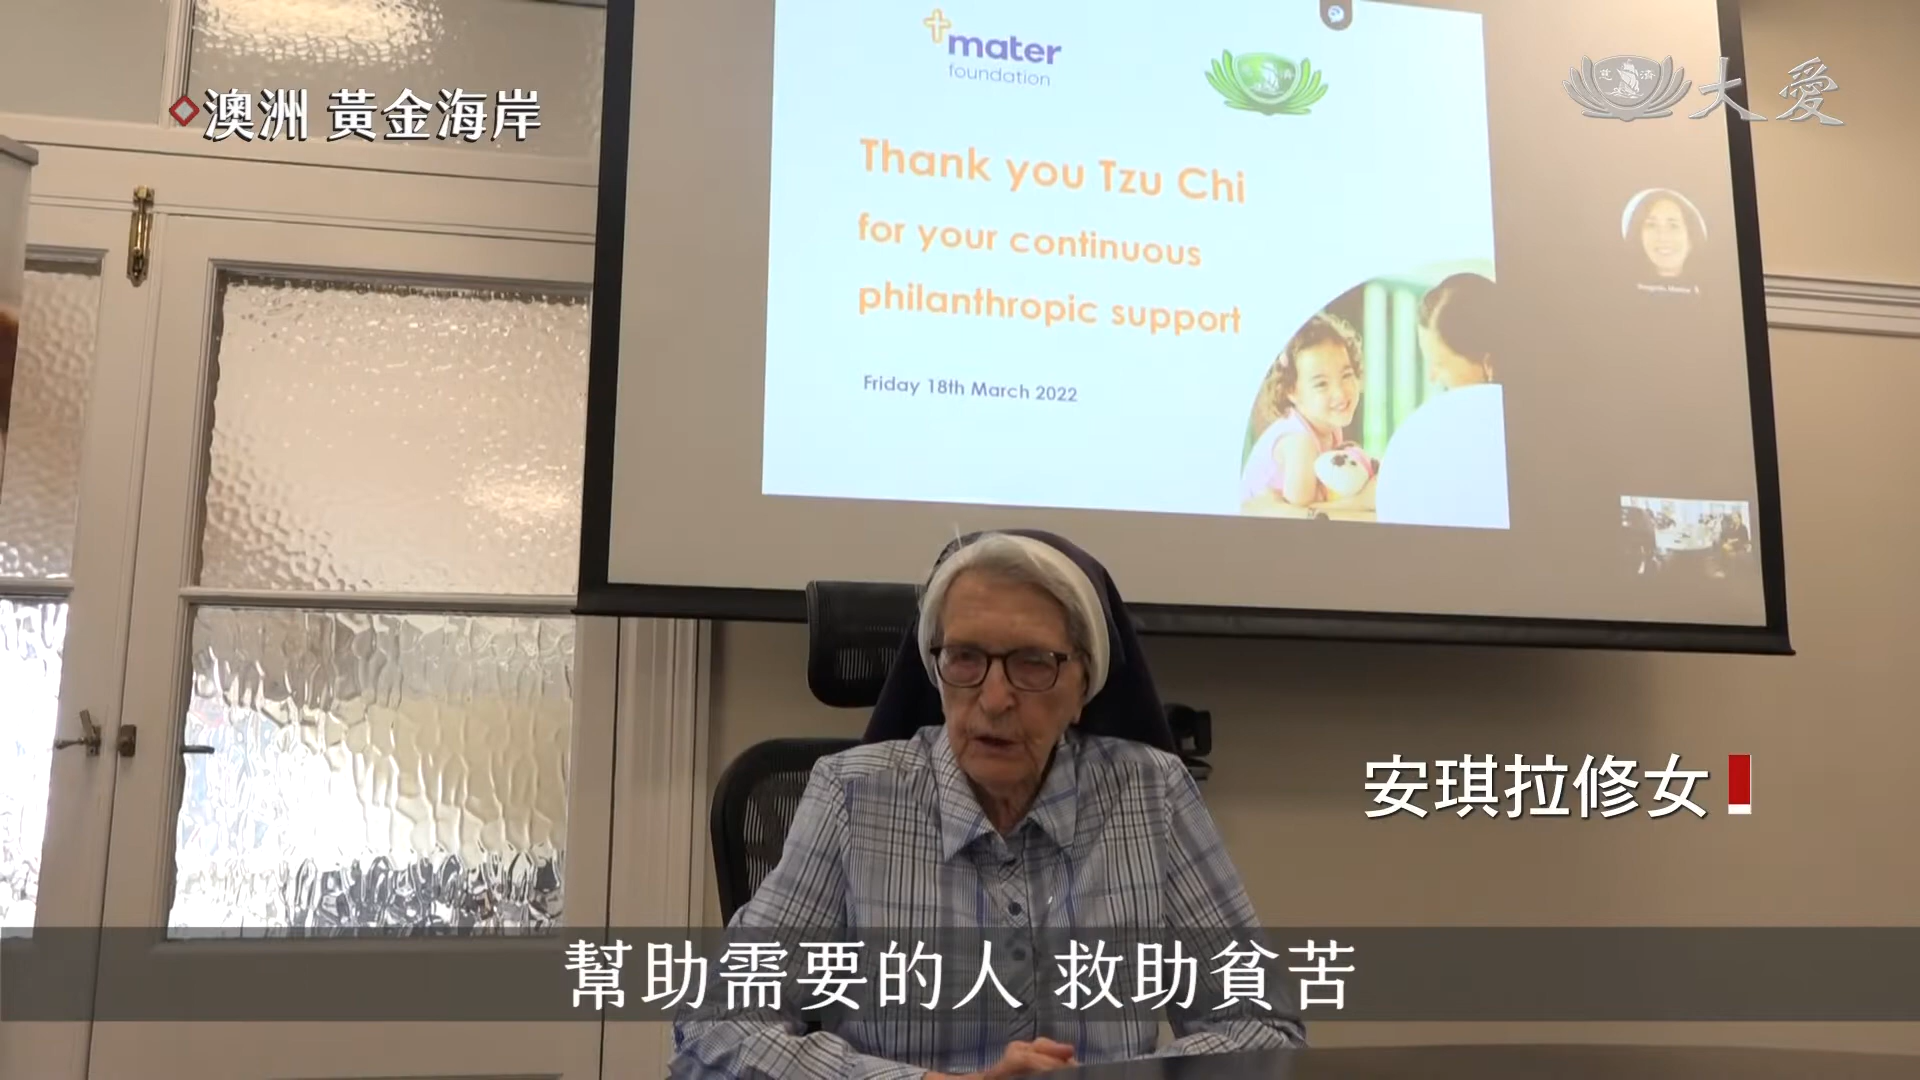 mater
foundation
澳洲 黃金海岸
大愛
慈濟
Thank you Tzu Chi
for your continuous
philanthropic support
Friday 18th March 2022
安琪拉修女
幫助需要的人 救助貧苦